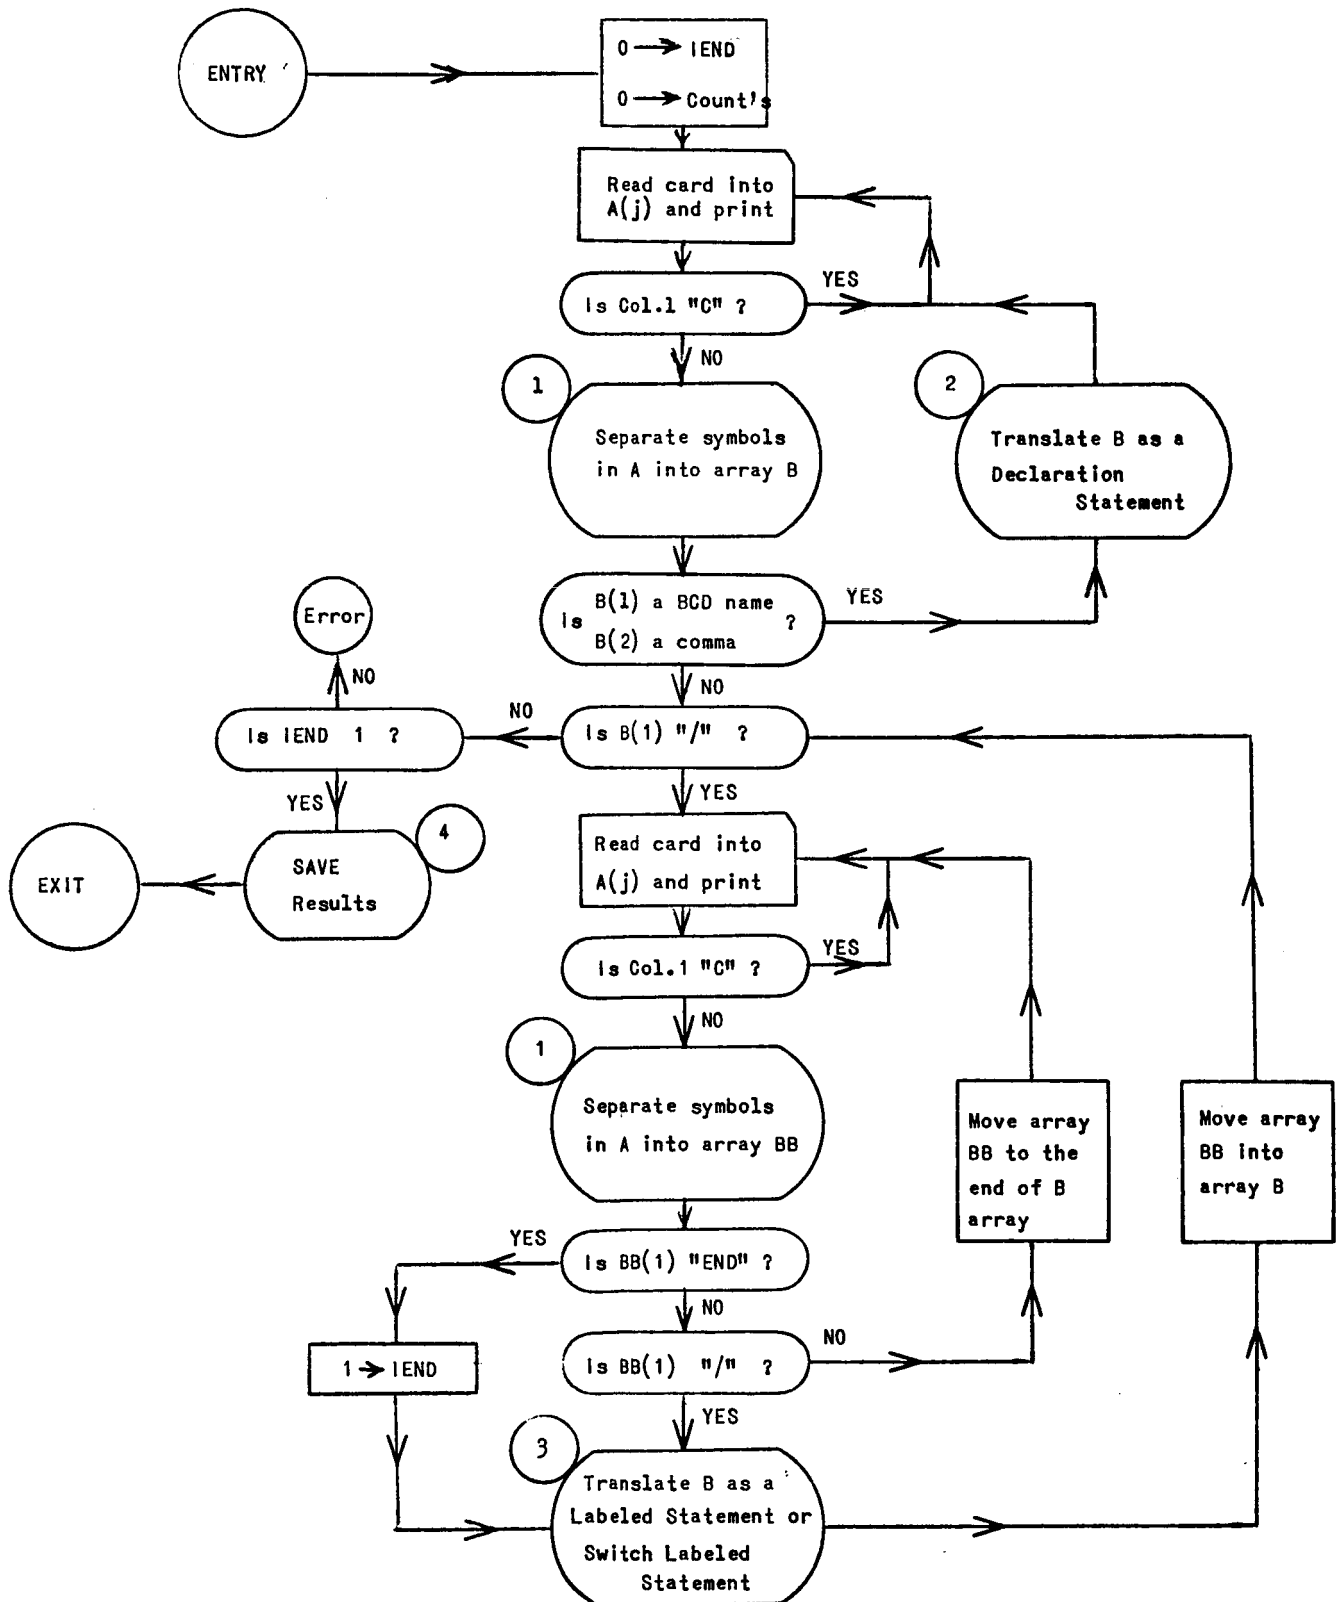 ENTRY
0 → IEND
0 → Count's
Read card into
A(j) and print
Is Col.1 "C" ?
YES
NO
1
Separate symbols
in A into array B
2
Translate B as a
Declaration
Statement
Is
B(1) a BCD name
B(2) a comma
?
YES
NO
Error
NO
Is IEND 1 ?
NO
Is B(1) "/" ?
YES
YES
4
SAVE
Results
EXIT
Read card into
A(j) and print
Is Col.1 "C" ?
YES
NO
1
Separate symbols
in A into array BB
Move array
BB to the
end of B
array
Move array
BB into
array B
YES
Is BB(1) "END" ?
NO
1 → IEND
Is BB(1) "/" ?
NO
YES
3
Translate B as a
Labeled Statement or
Switch Labeled
Statement